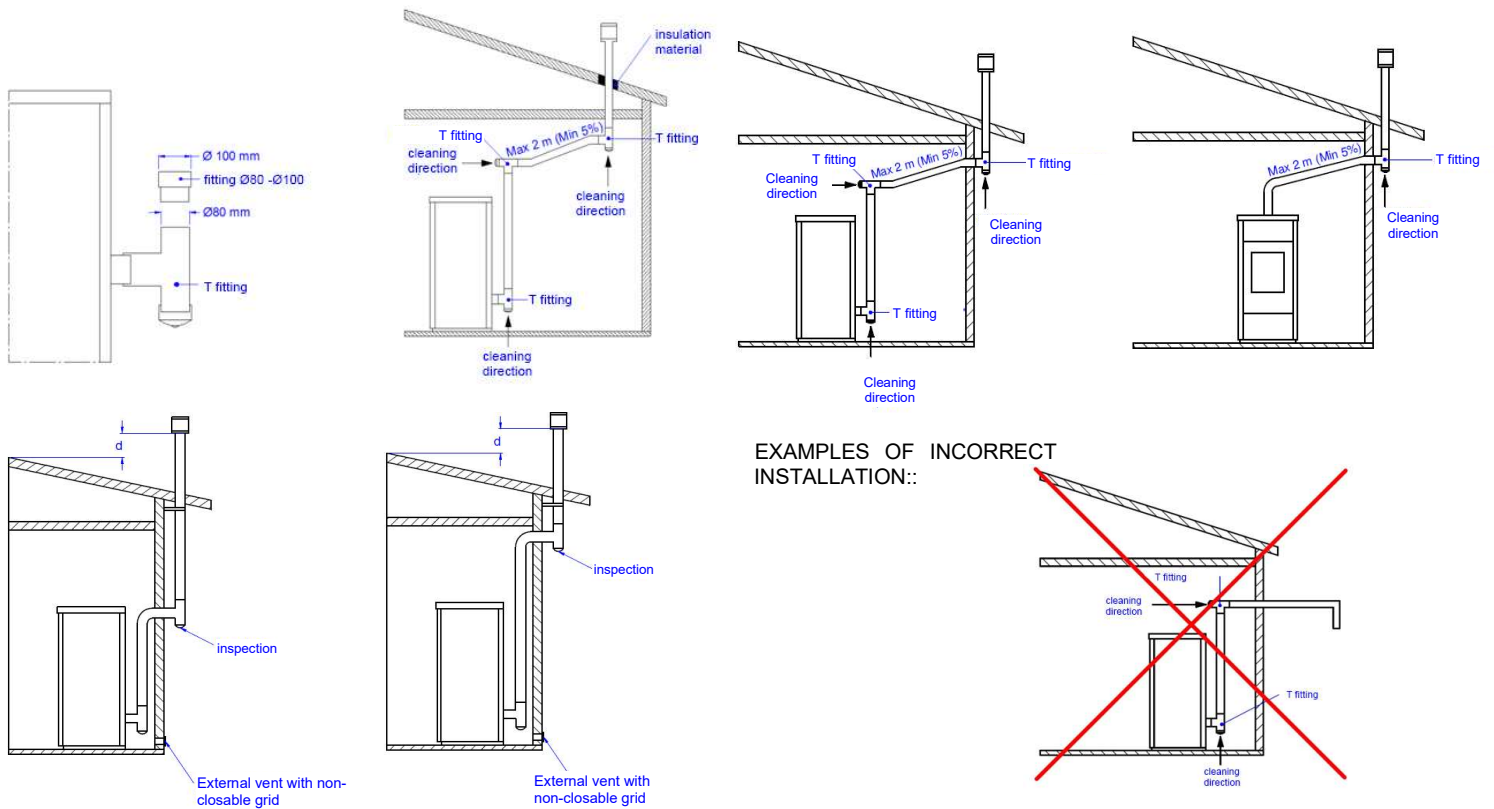 Ø 100 mm
fitting Ø80 -Ø100
Ø80 mm
T fitting
insulation
material
T fitting
Max 2 m (Min 5%)
T fitting
cleaning
direction
cleaning
direction
T fitting
cleaning
direction
T fitting
Max 2 m (Min 5%)
T fitting
Cleaning
direction
Cleaning
direction
T fitting
Cleaning
direction
Max 2 m (Min 5%)
T fitting
Cleaning
direction
d
inspection
External vent with non-
closable grid
d
inspection
External vent with
non-closable grid
EXAMPLES OF INCORRECT
INSTALLATION::
T fitting
cleaning
direction
T fitting
cleaning
direction